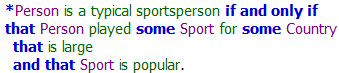 *Person is a typical sportsperson if and only if
that Person played some Sport for some Country
that is large
and that Sport is popular.